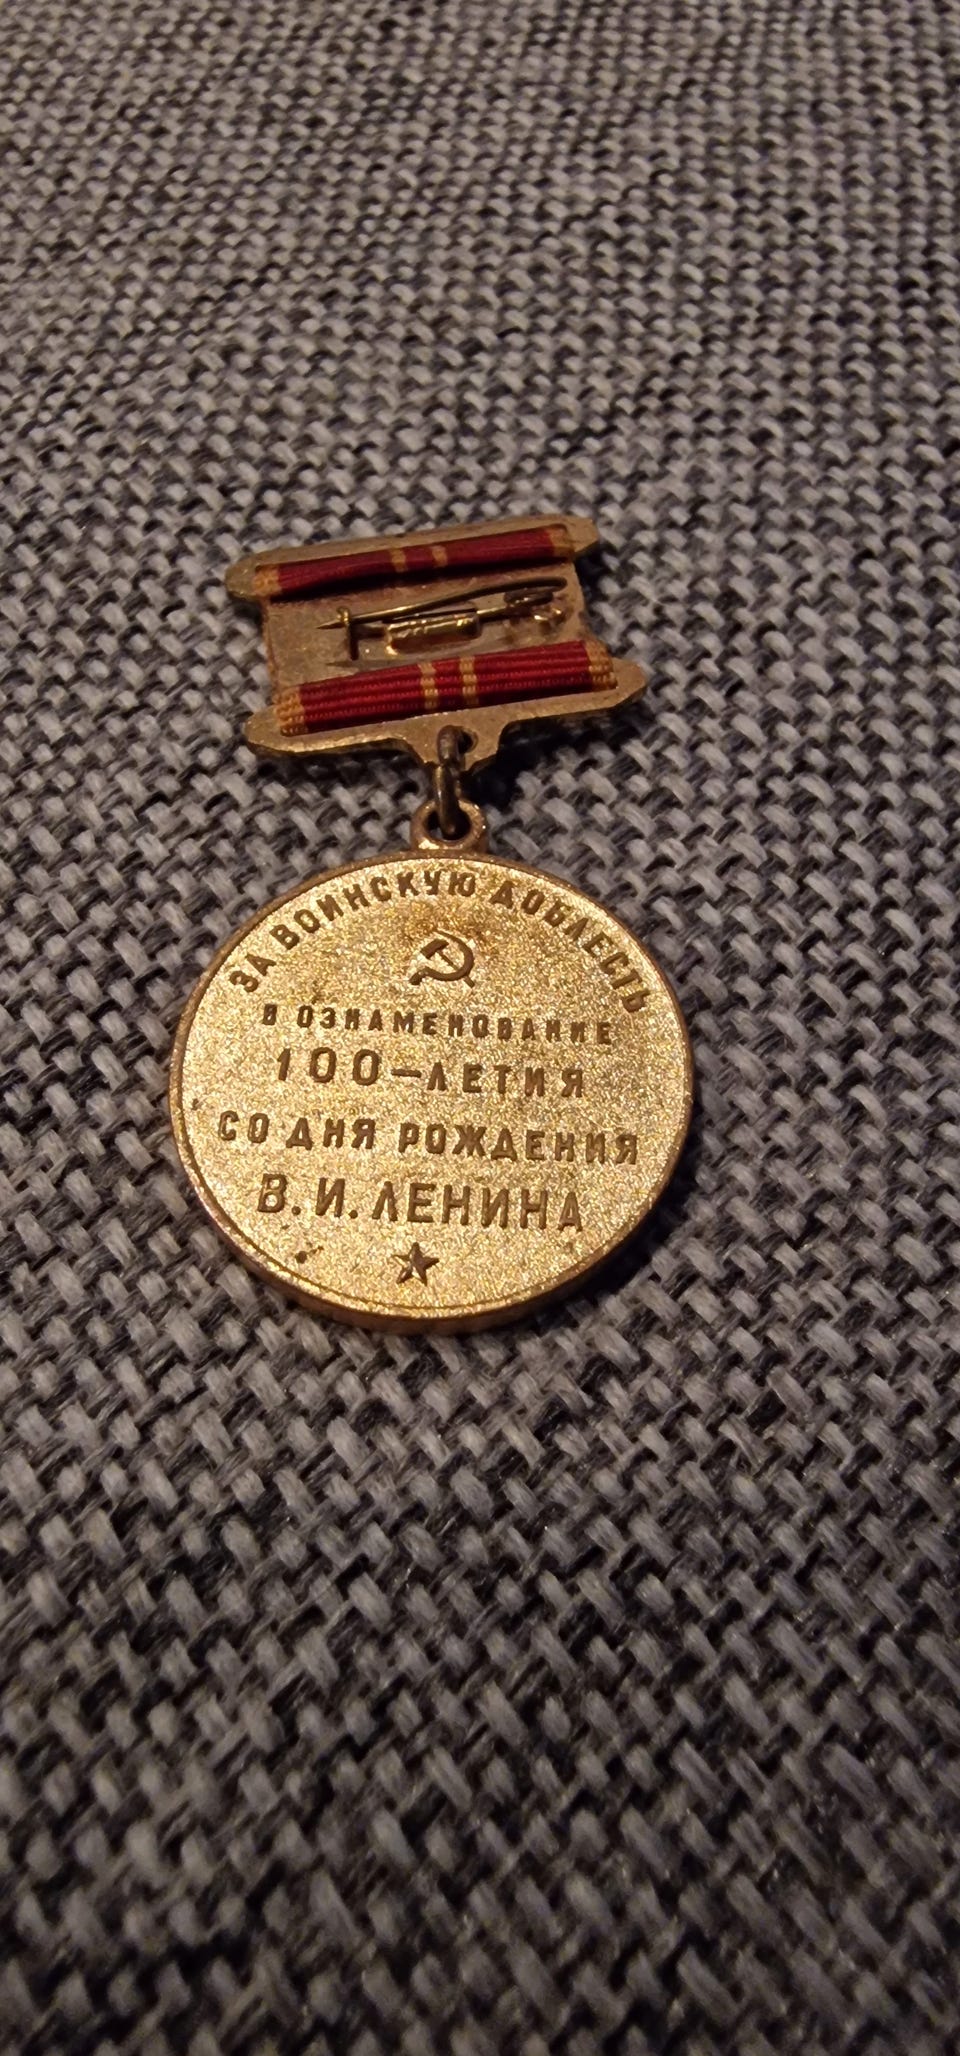 ЗА ВОИНСКУЮ ДОБЛЕСТЬ
В ОЗНАМЕНОВАНИЕ
100-ЛЕТИЯ
СО ДНЯ РОЖДЕНИЯ
В. И. ЛЕНИНА